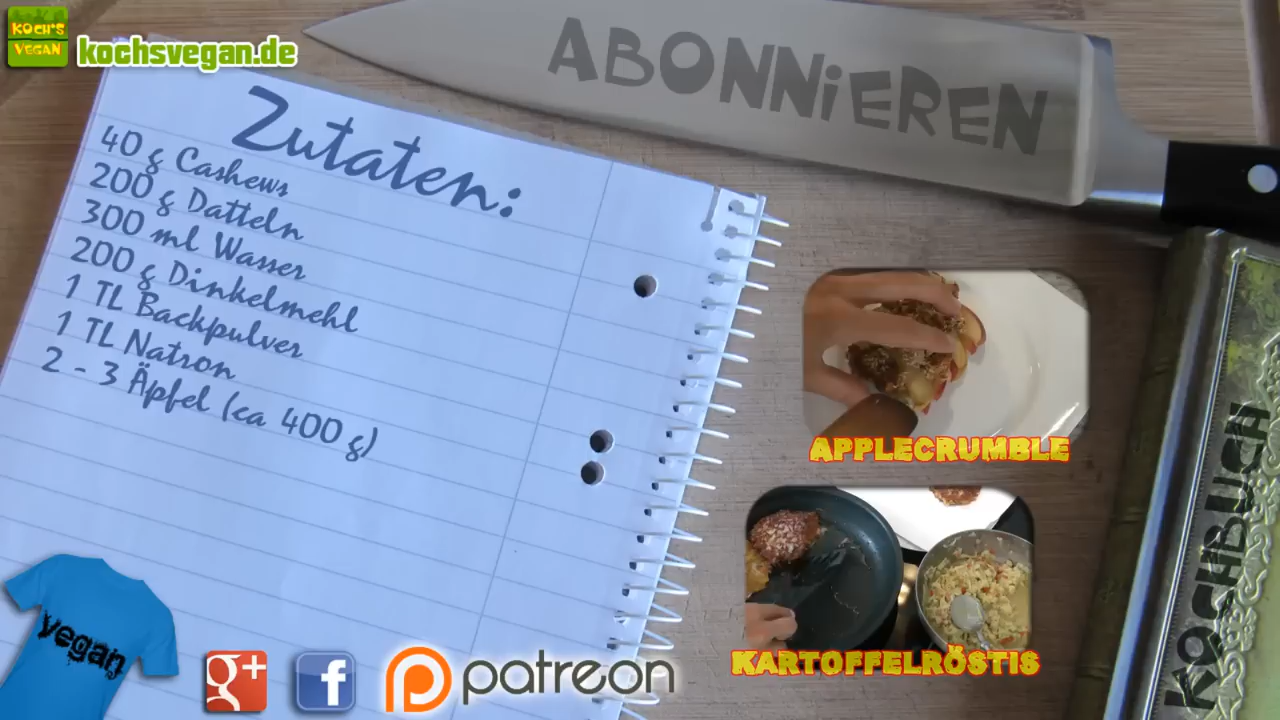 KOCH'S
VEGAN
kochsvegan.de
ABONNiEREN
Zutaten:
40 g Cashews
200 g Datteln
300 ml Wasser
200 g Dinkelmehl
1 TL Backpulver
1 TL Natron
2 - 3 Äpfel (ca 400 g)
APPLECRUMBLE
KARTOFFELRÖSTIS
KOCHBUCH
vegan
g+
f
patreon